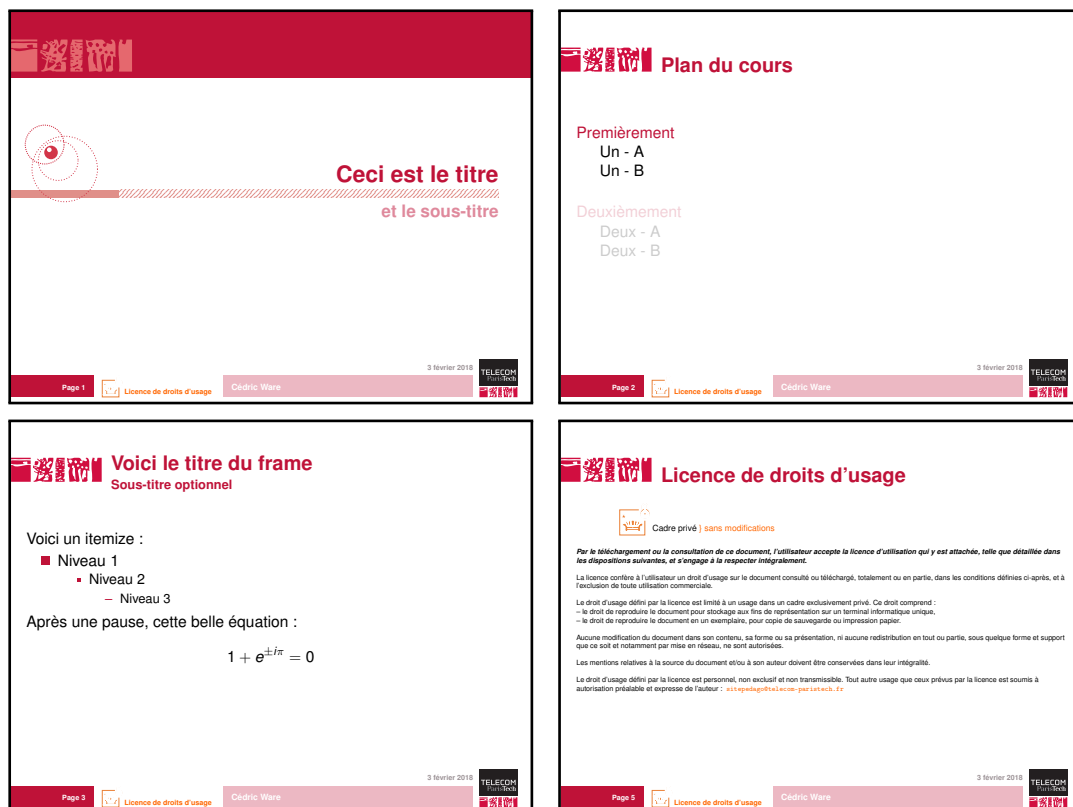 Ceci est le titre
et le sous-titre
3 février 2018
TELECOM
ParisTech
Page 1
Licence de droits d'usage
Cédric Ware
Plan du cours
Premièrement
Un - A
Un - B
Deuxièmement
Deux - A
Deux - B
3 février 2018
TELECOM
ParisTech
Page 2
Licence de droits d'usage
Cédric Ware
Voici le titre du frame
Sous-titre optionnel
Voici un itemize :
Niveau 1
Niveau 2
– Niveau 3
Après une pause, cette belle équation :
1 + e^{±iπ} = 0
3 février 2018
TELECOM
ParisTech
Page 3
Licence de droits d'usage
Cédric Ware
Licence de droits d'usage
Cadre privé } sans modifications
Par le téléchargement ou la consultation de ce document, l'utilisateur accepte la licence d'utilisation qui y est attachée, telle que détaillée dans
les dispositions suivantes, et s'engage à la respecter intégralement.
La licence confère à l'utilisateur un droit d'usage sur le document consulté ou téléchargé, totalement ou en partie, dans les conditions définies ci-après, et à
l'exclusion de toute utilisation commerciale.
Le droit d'usage défini par la licence est limité à un usage dans un cadre exclusivement privé. Ce droit comprend :
– le droit de reproduire le document pour stockage aux fins de représentation sur un terminal informatique unique,
– le droit de reproduire le document en un exemplaire, pour copie de sauvegarde ou impression papier.
Aucune modification du document dans son contenu, sa forme ou sa présentation, ni aucune redistribution en tout ou partie, sous quelque forme et support
que ce soit et notamment par mise en réseau, ne sont autorisées.
Les mentions relatives à la source du document et/ou à son auteur doivent être conservées dans leur intégralité.
Le droit d'usage défini par la licence est personnel, non exclusif et non transmissible. Tout autre usage que ceux prévus par la licence est soumis à
autorisation préalable et expresse de l'auteur : sitepedago@telecom-paristech.fr
3 février 2018
TELECOM
ParisTech
Page 5
Licence de droits d'usage
Cédric Ware